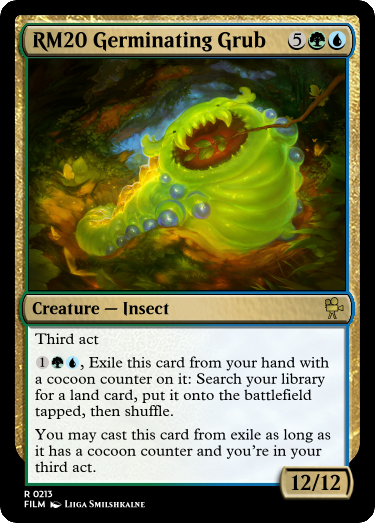 RM20 Germinating Grub 5
Creature — Insect
Third act
1, Exile this card from your hand with
a cocoon counter on it: Search your library
for a land card, put it onto the battlefield
tapped, then shuffle.
You may cast this card from exile as long as
it has a cocoon counter and you're in your
third act.
12/12
R 0213
FILM Liiga Smilshkalne